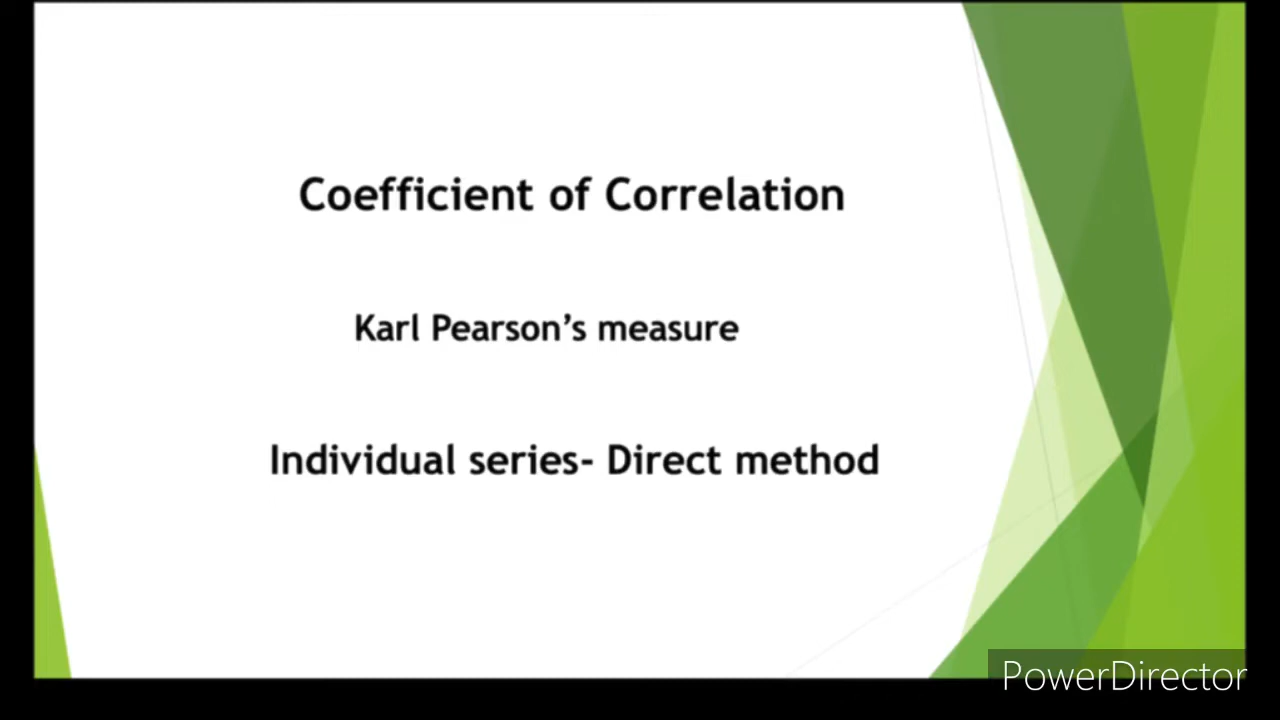 Coefficient of Correlation
Karl Pearson’s measure
Individual series- Direct method
PowerDirector